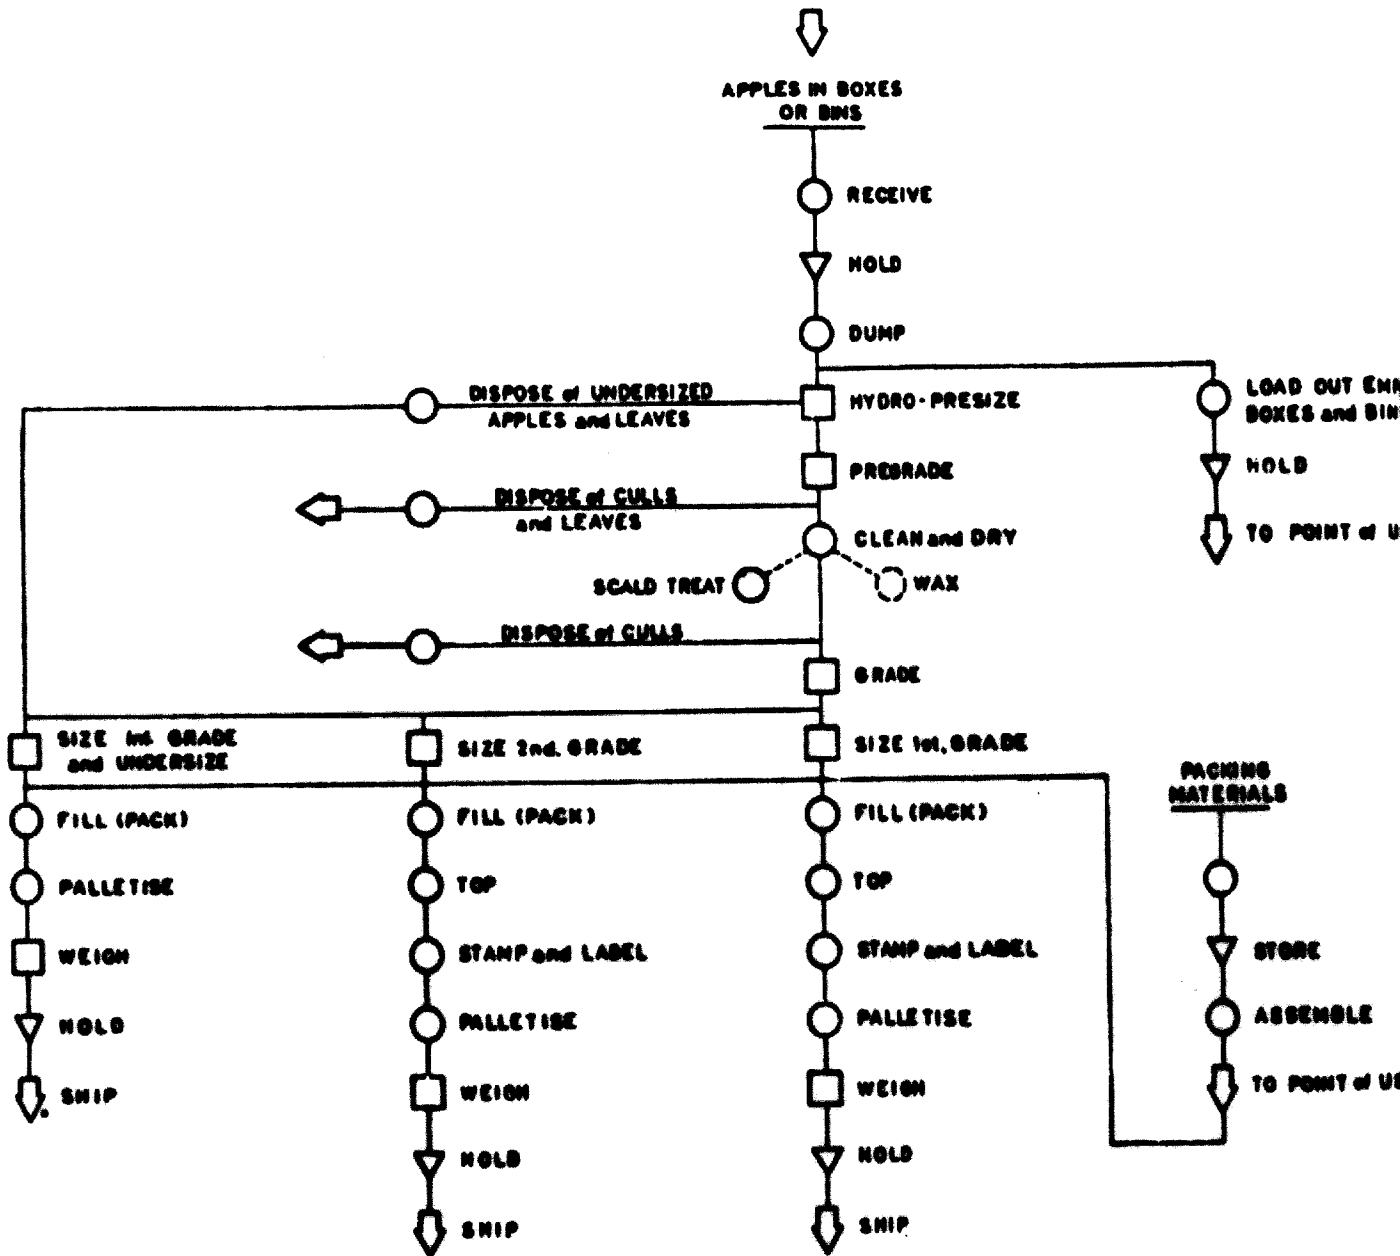 APPLES IN BOXES
OR BINS
RECEIVE
HOLD
DUMP
DISPOSE of UNDERSIZED
APPLES and LEAVES
HYDRO-PRESIZE
LOAD OUT
BOXES and
HOLD
TO POINT of
PREGRADE
DISPOSE of CULLS
and LEAVES
CLEAN and DRY
SCALD TREAT
WAX
DISPOSE of CULLS
GRADE
SIZE GRADE
and UNDERSIZE
SIZE 2nd. GRADE
SIZE 1st. GRADE
PACKING
MATERIALS
FILL (PACK)
FILL (PACK)
FILL (PACK)
PALLETISE
TOP
TOP
WEIGH
STAMP and LABEL
STAMP and LABEL
STORE
HOLD
PALLETISE
PALLETISE
ASSEMBLE
SHIP
WEIGH
WEIGH
TO POINT of
HOLD
HOLD
SHIP
SHIP